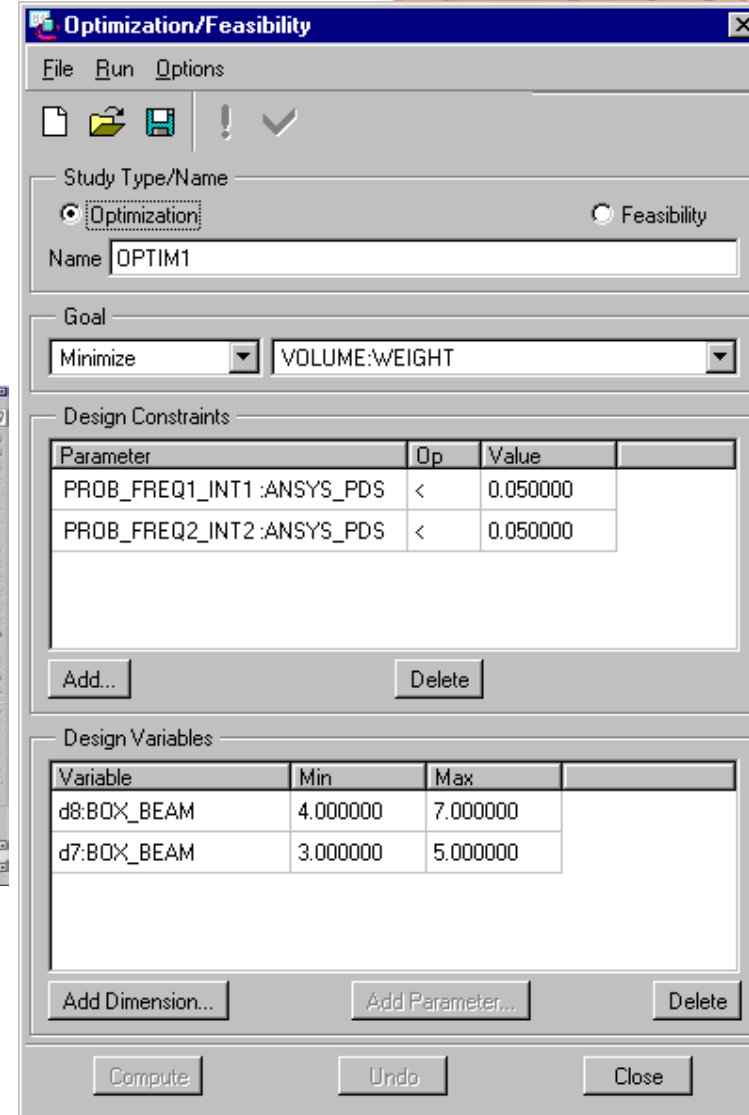 Optimization/Feasibility
File Run Options
Study Type/Name
Optimization Feasibility
Name OPTIM1
Goal
Minimize VOLUME:WEIGHT
Design Constraints
Parameter Op Value
PROB_FREQ1_INT1:ANSYS_PDS < 0.050000
PROB_FREQ2_INT2:ANSYS_PDS < 0.050000
Add... Delete
Design Variables
Variable Min Max
d8:BOX_BEAM 4.000000 7.000000
d7:BOX_BEAM 3.000000 5.000000
Add Dimension... Add Parameter... Delete
Compute Undo Close